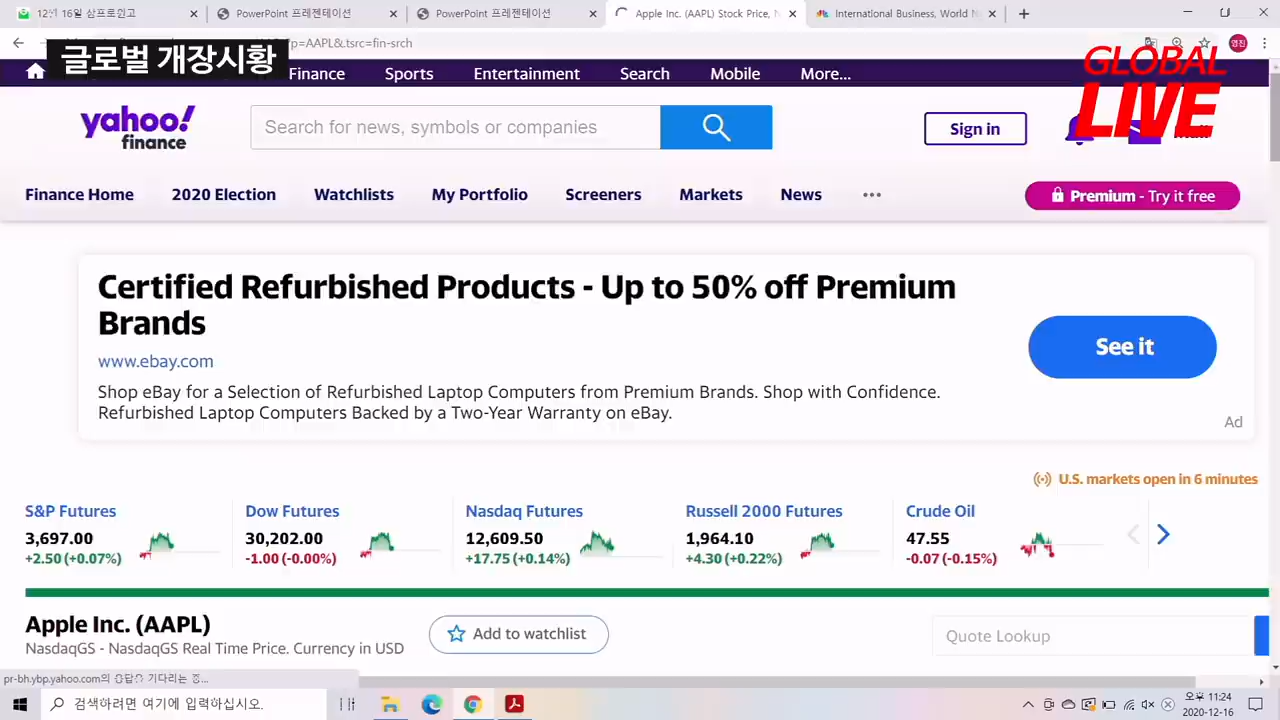 12월 16일 삼프로원고
PowerPoint 프레젠테이션
PowerPoint 프레젠테이션
Apple Inc. (AAPL) Stock Price, N
International Business, World N
p=AAPL&.tsrc=fin-srch
영진
글로벌 개장시황
Finance
Sports
Entertainment
Search
Mobile
More...
GLOBAL
LIVE
yahoo!
finance
Search for news, symbols or companies
Sign in
Mail
Finance Home
2020 Election
Watchlists
My Portfolio
Screeners
Markets
News
Premium - Try it free
Certified Refurbished Products - Up to 50% off Premium
Brands
www.ebay.com
See it
Shop eBay for a Selection of Refurbished Laptop Computers from Premium Brands. Shop with Confidence.
Refurbished Laptop Computers Backed by a Two-Year Warranty on eBay.
Ad
U.S. markets open in 6 minutes
S&P Futures
3,697.00
+2.50 (+0.07%)
Dow Futures
30,202.00
-1.00 (-0.00%)
Nasdaq Futures
12,609.50
+17.75 (+0.14%)
Russell 2000 Futures
1,964.10
+4.30 (+0.22%)
Crude Oil
47.55
-0.07 (-0.15%)
Apple Inc. (AAPL)
NasdaqGS - NasdaqGS Real Time Price. Currency in USD
Add to watchlist
Quote Lookup
pr-bh.ybp.yahoo.com의 응답을 기다리는 중...
검색하려면 여기에 입력하십시오.
오후 11:24
2020-12-16